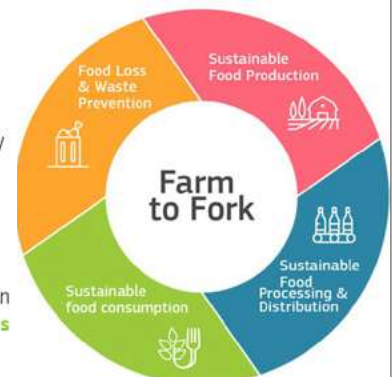 Food Loss
& Waste
Prevention
Sustainable
Food Production
Farm
to Fork
Sustainable
Food
Processing &
Distribution
Sustainable
food consumption
n
s